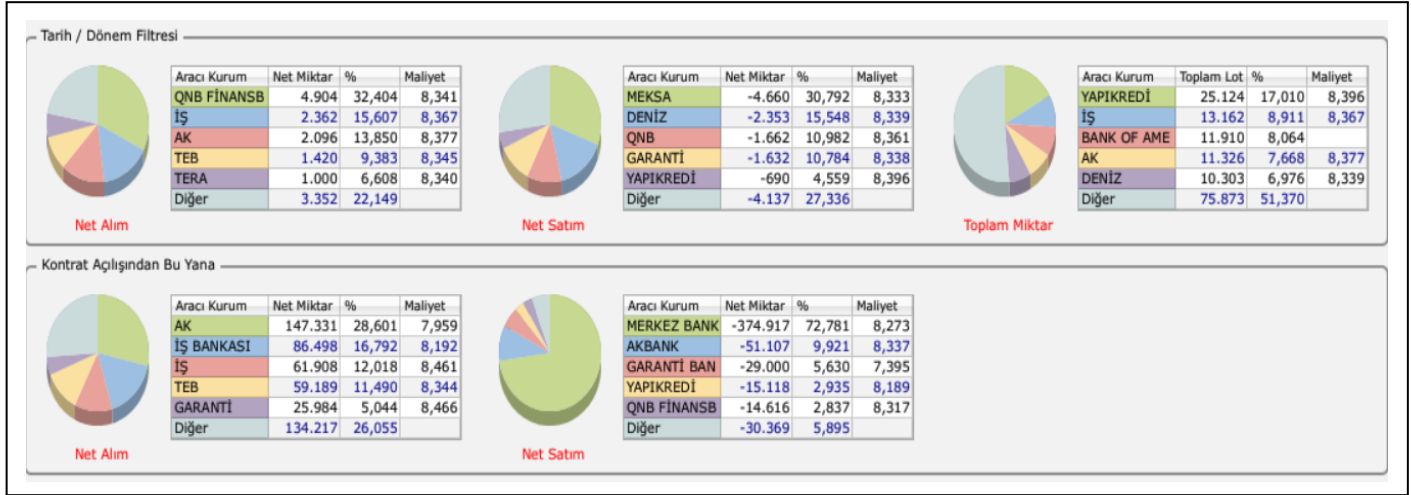 Tarih / Dönem Filtresi
Aracı Kurum Net Miktar % Maliyet
QNB FİNANSB 4.904 32,404 8,341
İŞ 2.362 15,607 8,367
AK 2.096 13,850 8,377
TEB 1.420 9,383 8,345
TERA 1.000 6,608 8,340
Diğer 3.352 22,149
Net Alım
Aracı Kurum Net Miktar % Maliyet
MEKSA -4.660 30,792 8,333
DENİZ -2.353 15,548 8,339
QNB -1.662 10,982 8,361
GARANTİ -1.632 10,784 8,338
YAPIKREDİ -690 4,559 8,396
Diğer -4.137 27,336
Net Satım
Aracı Kurum Toplam Lot % Maliyet
YAPIKREDİ 25.124 17,010 8,396
İŞ 13.162 8,911 8,367
BANK OF AME 11.910 8,064
AK 11.326 7,668 8,377
DENİZ 10.303 6,976 8,339
Diğer 75.873 51,370
Toplam Miktar
Kontrat Açılışından Bu Yana
Aracı Kurum Net Miktar % Maliyet
AK 147.331 28,601 7,959
İŞ BANKASI 86.498 16,792 8,192
İŞ 61.908 12,018 8,461
TEB 59.189 11,490 8,344
GARANTİ 25.984 5,044 8,466
Diğer 134.217 26,055
Net Alım
Aracı Kurum Net Miktar % Maliyet
MERKEZ BANK -374.917 72,781 8,273
AKBANK -51.107 9,921 8,337
GARANTİ BAN -29.000 5,630 7,395
YAPIKREDİ -15.118 2,935 8,189
QNB FİNANSB -14.616 2,837 8,317
Diğer -30.369 5,895
Net Satım